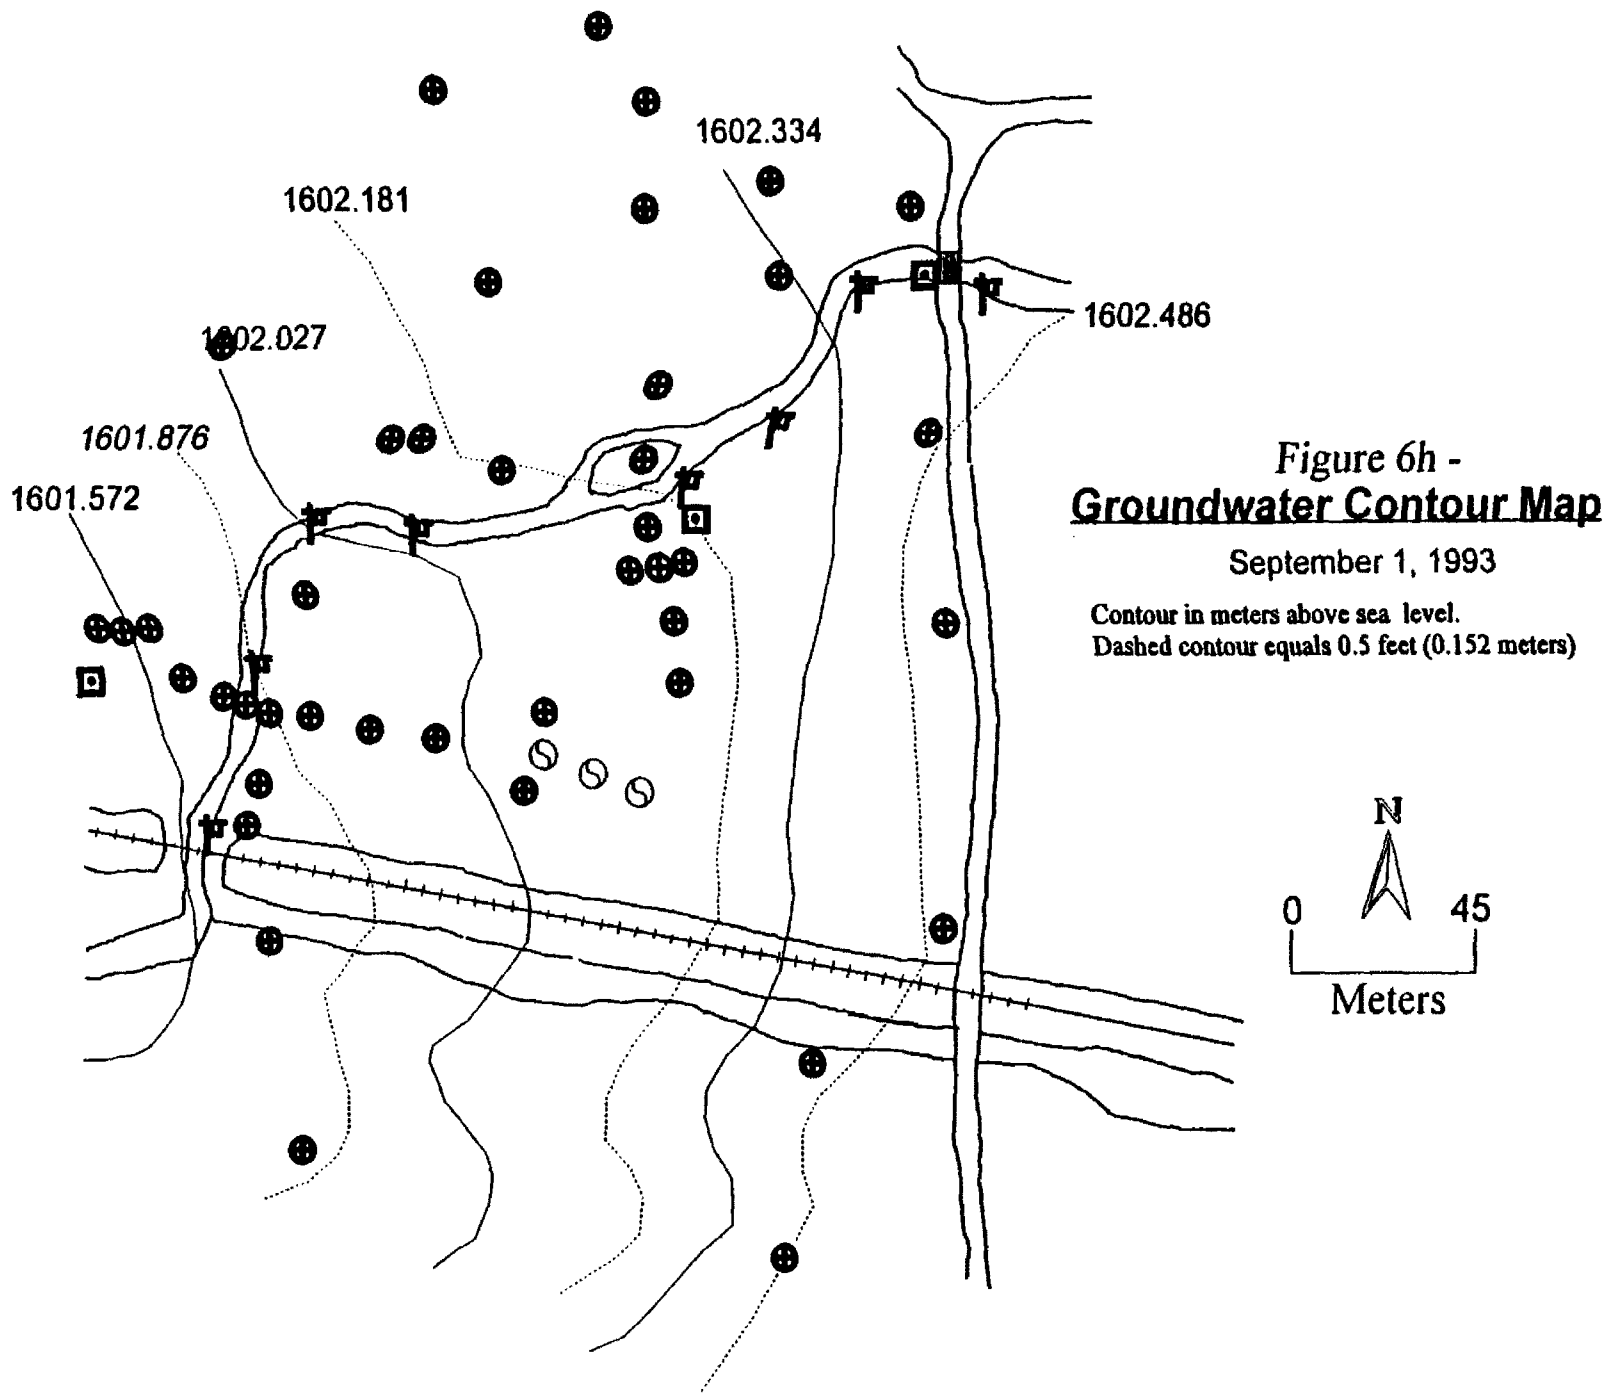 1602.334
1602.181
1602.027
1602.486
1601.876
1601.572
Figure 6h -
Groundwater Contour Map
September 1, 1993
Contour in meters above sea level.
Dashed contour equals 0.5 feet (0.152 meters)
N
0 45
Meters